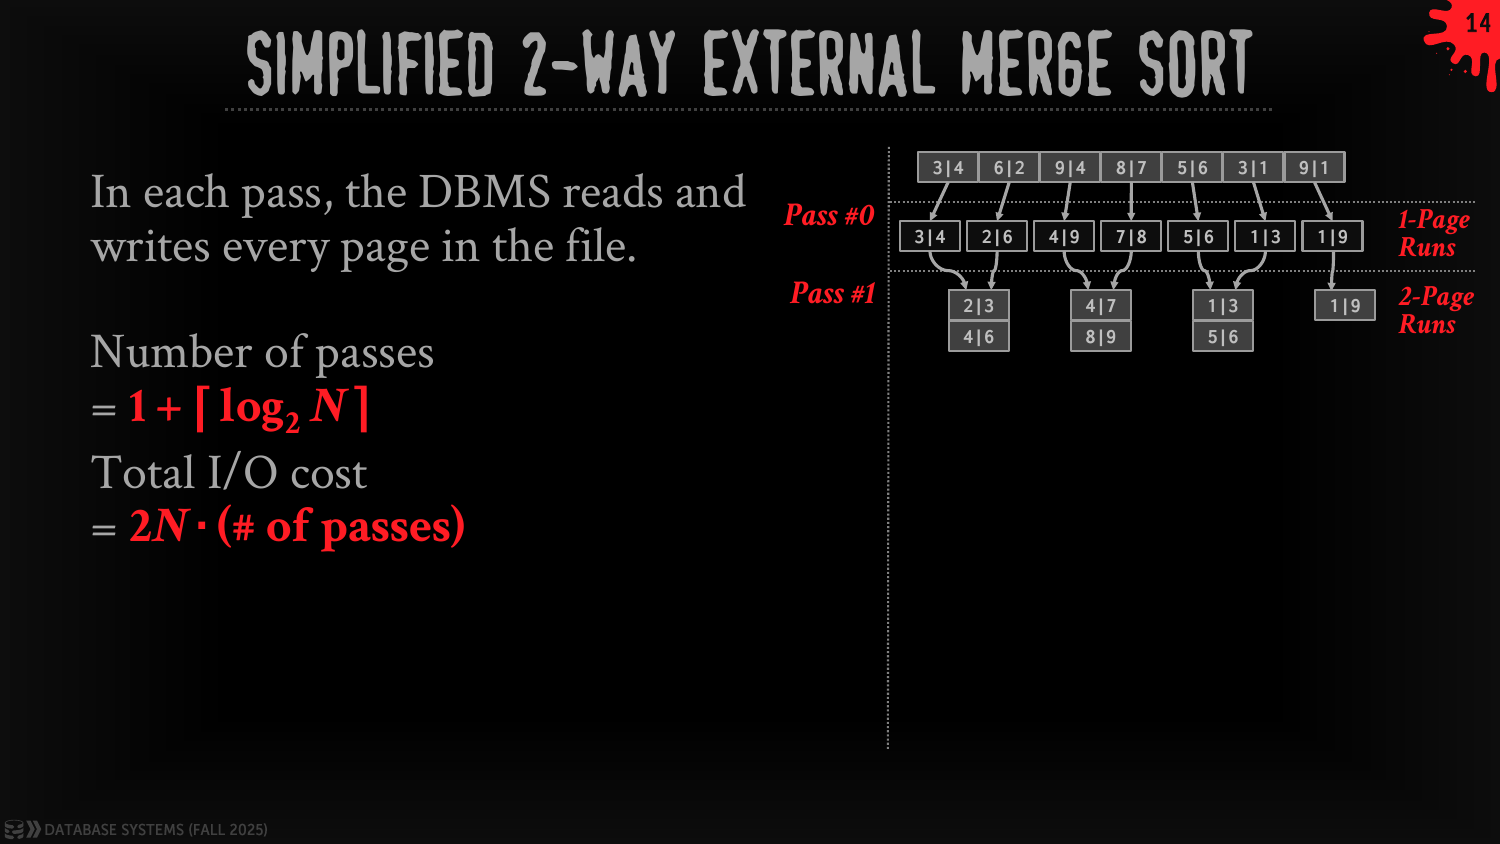 SIMPLIFIED 2-WAY EXTERNAL MERGE SORT
14
In each pass, the DBMS reads and
writes every page in the file.
Number of passes
= 1 + ⌈ log₂ N ⌉
Total I/O cost
= 2N · (# of passes)
3|4 6|2 9|4 8|7 5|6 3|1 9|1
Pass #0
3|4 2|6 4|9 7|8 5|6 1|3 1|9
1-Page
Runs
Pass #1
2|3 4|7 1|3 1|9
4|6 8|9 5|6
2-Page
Runs
DATABASE SYSTEMS (FALL 2025)